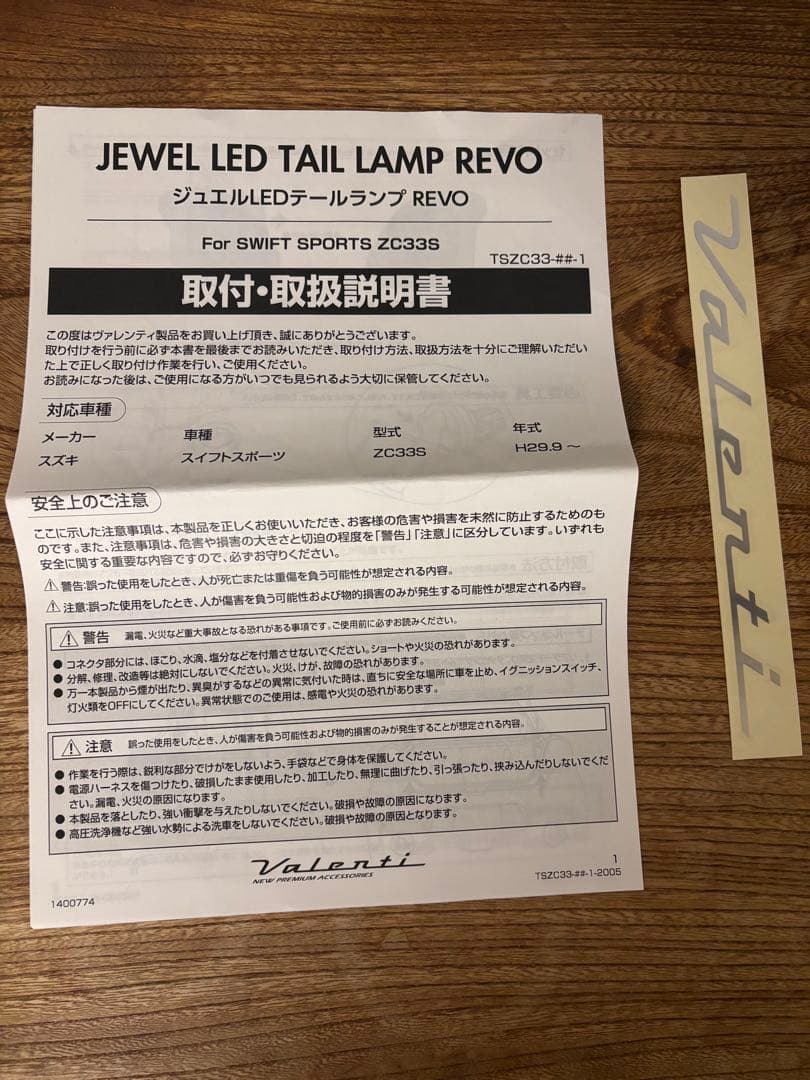 JEWEL LED TAIL LAMP REVO
ジュエルLEDテールランプ REVO
For SWIFT SPORTS ZC33S
TSZC33-##-1
取付・取扱説明書
この度はヴァレンティ製品をお買い上げ頂き、誠にありがとうございます。
取り付けを行う前に必ず本書を最後までお読みいただき、取り付け方法、取扱方法を十分にご理解いただい
た上で正しく取り付け作業を行い、ご使用ください。
お読みになった後は、ご使用になる方がいつでも見られるよう大切に保管してください。
対応車種
メーカー 車種 型式 年式
スズキ スイフトスポーツ ZC33S H29.9 ～
安全上のご注意
ここに示した注意事項は、本製品を正しくお使いいただき、お客様の危害や損害を未然に防止するためのも
のです。また、注意事項は、危害や損害の大きさと切迫の程度を「警告」「注意」に区分しています。いずれも
安全に関する重要な内容ですので、必ずお守りください。
⚠ 警告:誤った使用をしたとき、人が死亡または重傷を負う可能性が想定される内容。
⚠ 注意:誤った使用をしたとき、人が傷害を負う可能性および物的損害のみが発生する可能性が想定される内容。
⚠ 警告 漏電、火災など重大事故となる恐れがある事項です。ご使用前に必ずお読みください。
● コネクタ部分には、ほこり、水滴、塩分などを付着させないでください。ショートや火災の恐れがあります。
● 分解、修理、改造等は絶対にしないでください。火災、けが、故障の恐れがあります。
● 万一本製品から煙が出たり、異臭がするなどの異常に気付いた時は、直ちに安全な場所に車を止め、イグニッションスイッチ、
灯火類をOFFにしてください。異常状態でのご使用は、感電や火災の恐れがあります。
⚠ 注意 誤った使用をしたとき、人が傷害を負う可能性および物的損害のみが発生することが想定される内容。
● 作業を行う際は、鋭利な部分でけがをしないよう、手袋などで身体を保護してください。
● 電源ハーネスを傷つけたり、破損したまま使用したり、加工したり、無理に曲げたり、引っ張ったり、挟み込んだりしないでくだ
さい。漏電、火災の原因になります。
● 本製品を落としたり、強い衝撃を与えたりしないでください。破損や故障の原因になります。
● 高圧洗浄機など強い水勢による洗車をしないでください。破損や故障の原因となります。
Valenti
NEW PREMIUM ACCESSORIES
1
TSZC33-##-1-2005
1400774
Valenti